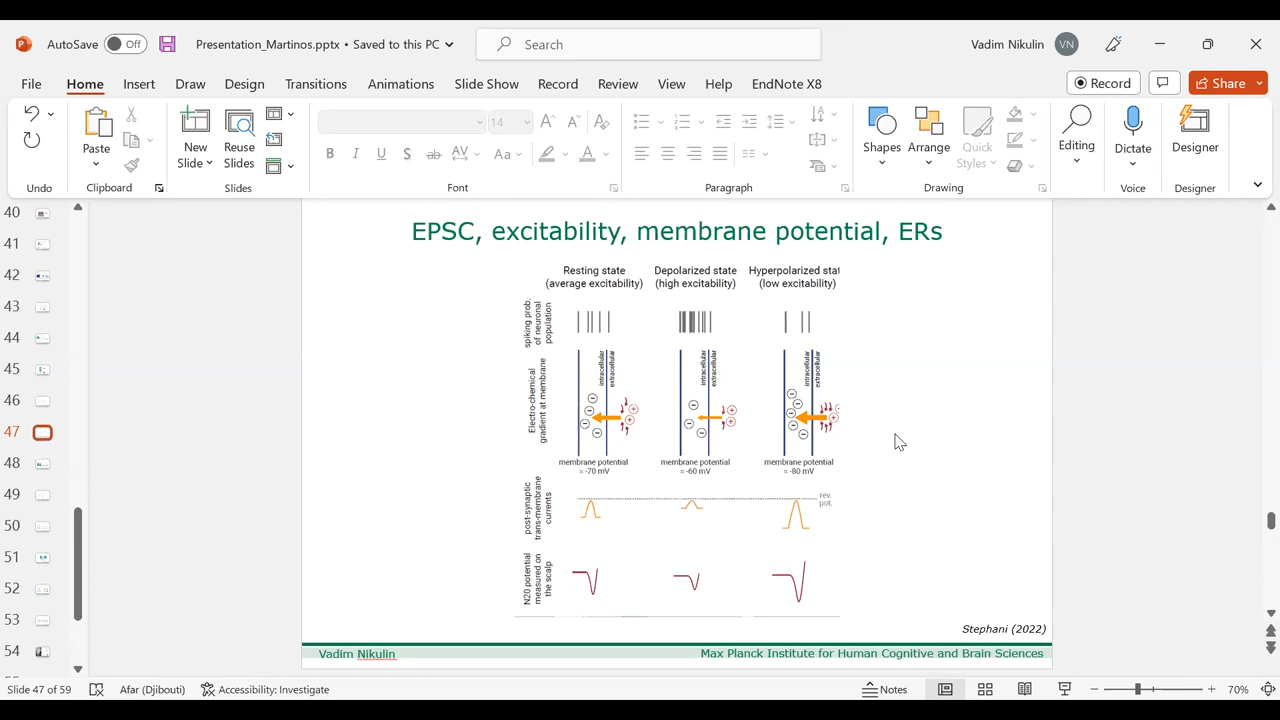 AutoSave Off Presentation_Martinos.pptx • Saved to this PC Search Vadim Nikulin VN
File Home Insert Draw Design Transitions Animations Slide Show Record Review View Help EndNote X8 Record Share
14
Paste New Slide Reuse Slides B I U S ab AV Aa A Shapes Arrange Quick Styles Editing Dictate Designer
Undo Clipboard Slides Font Paragraph Drawing Voice Designer
40
41
42
43
44
45
46
47
48
49
50
51
52
53
54
EPSC, excitability, membrane potential, ERs
Resting state Depolarized state Hyperpolarized stat
(average excitability) (high excitability) (low excitability)
spiking prob.
of neuronal
population
Electro-chemical
gradient at membrane
intracellular
extracellular
intracellular
extracellular
intracellular
extracellular
membrane potential membrane potential membrane potential
≈ -70 mV ≈ -60 mV ≈ -80 mV
post-synaptic
trans-membrane
currents
rev.
pot.
N20 potential
measured on
the scalp
Stephani (2022)
Vadim Nikulin Max Planck Institute for Human Cognitive and Brain Sciences
Slide 47 of 59 Afar (Djibouti) Accessibility: Investigate Notes 70%